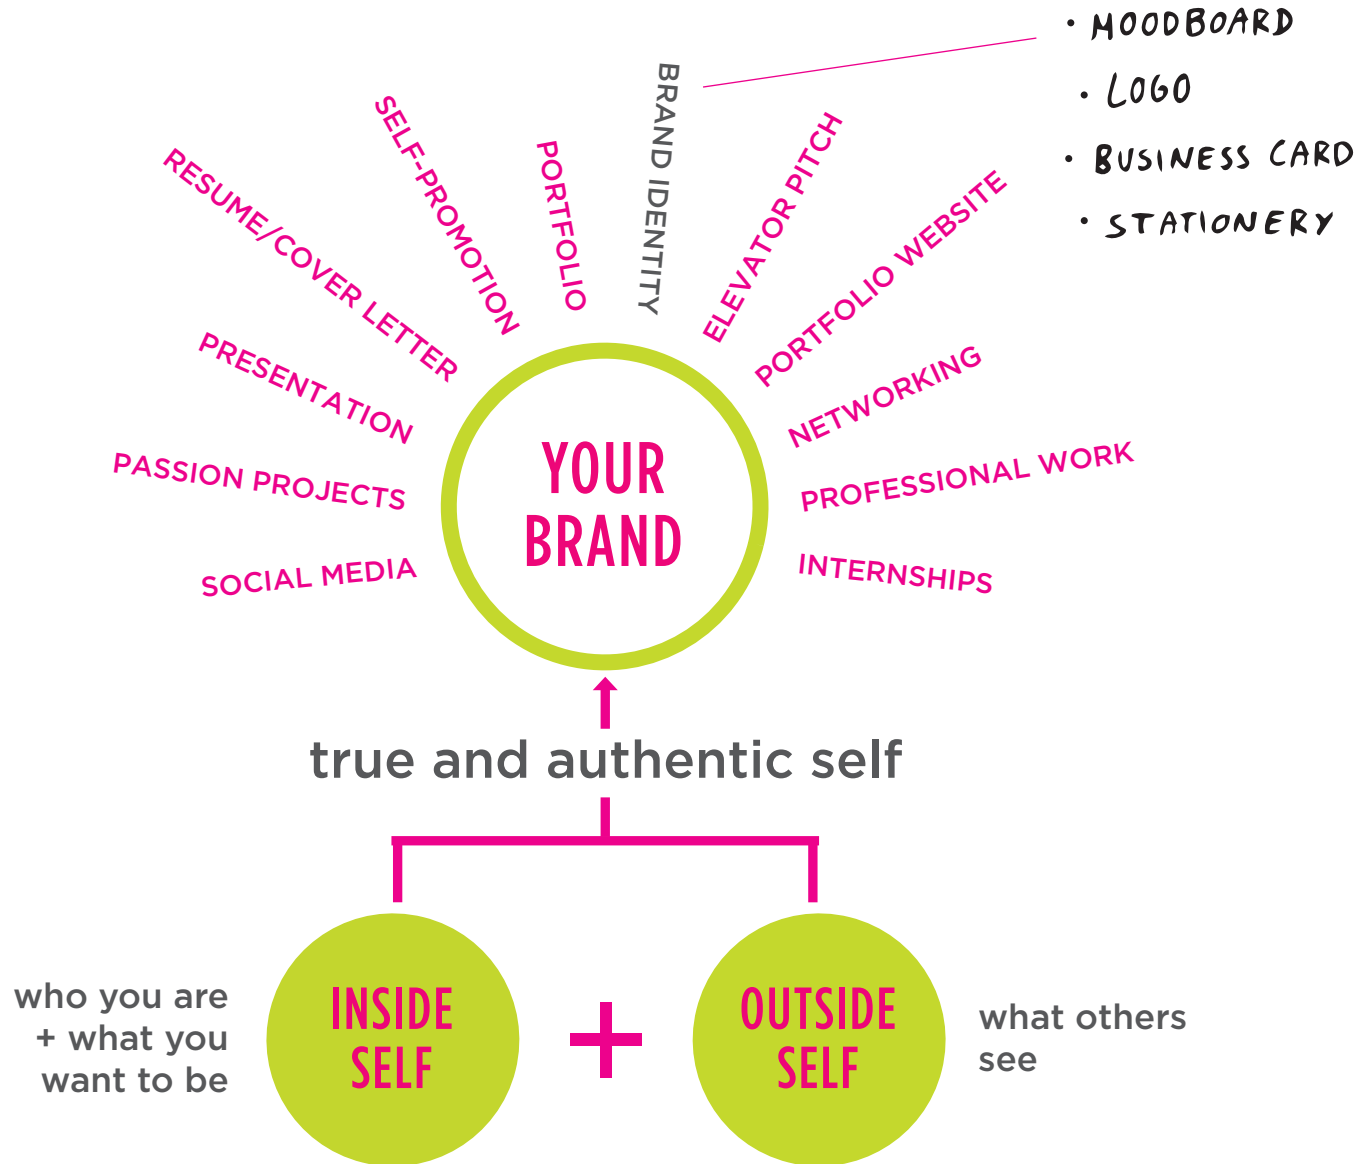 • MOODBOARD
• LOGO
• BUSINESS CARD
• STATIONERY
SOCIAL MEDIA
PASSION PROJECTS
PRESENTATION
RESUME/COVER LETTER
SELF-PROMOTION
PORTFOLIO
BRAND IDENTITY
ELEVATOR PITCH
PORTFOLIO WEBSITE
NETWORKING
PROFESSIONAL WORK
INTERNSHIPS
YOUR
BRAND
true and authentic self
who you are
+ what you
want to be
INSIDE
SELF
+
OUTSIDE
SELF
what others
see